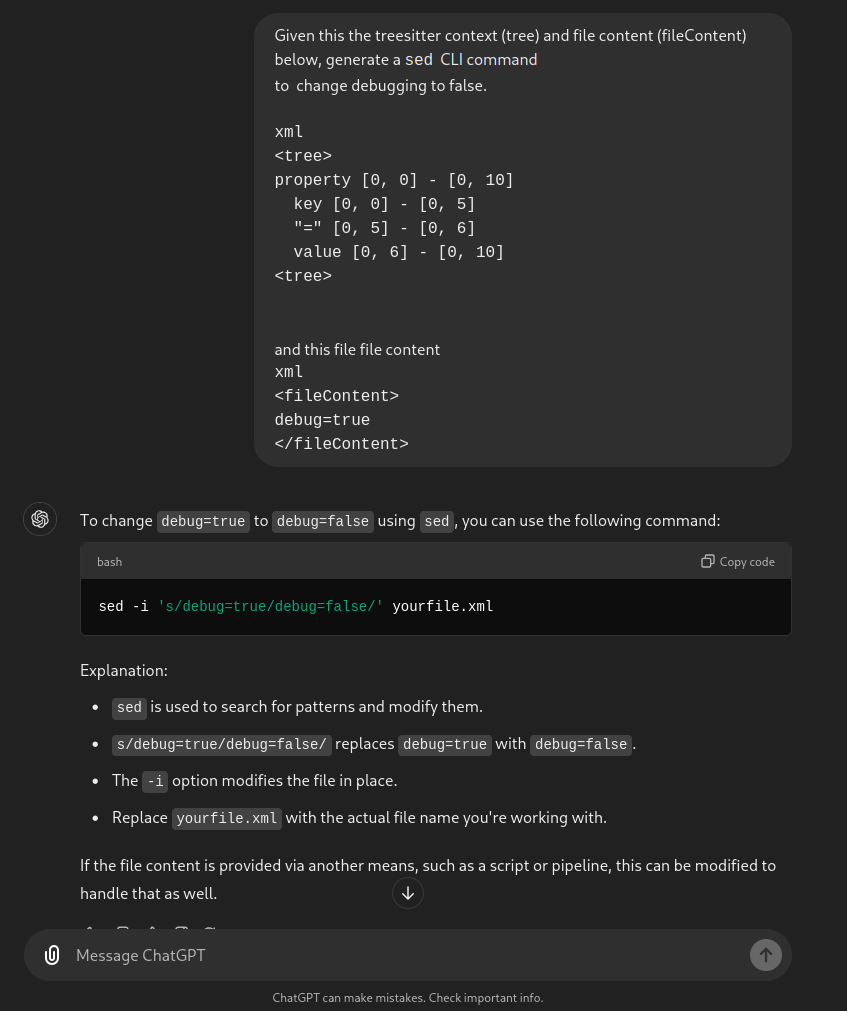 Given this the treesitter context (tree) and file content (fileContent)
below, generate a sed CLI command
to change debugging to false.
xml
<tree>
property [0, 0] - [0, 10]
  key [0, 0] - [0, 5]
  "=" [0, 5] - [0, 6]
  value [0, 6] - [0, 10]
<tree>
and this file file content
xml
<fileContent>
debug=true
</fileContent>
To change debug=true to debug=false using sed, you can use the following command:
bash
Copy code
sed -i 's/debug=true/debug=false/' yourfile.xml
Explanation:
• sed is used to search for patterns and modify them.
• s/debug=true/debug=false/ replaces debug=true with debug=false.
• The -i option modifies the file in place.
• Replace yourfile.xml with the actual file name you're working with.
If the file content is provided via another means, such as a script or pipeline, this can be modified to
handle that as well.
Message ChatGPT
ChatGPT can make mistakes. Check important info.